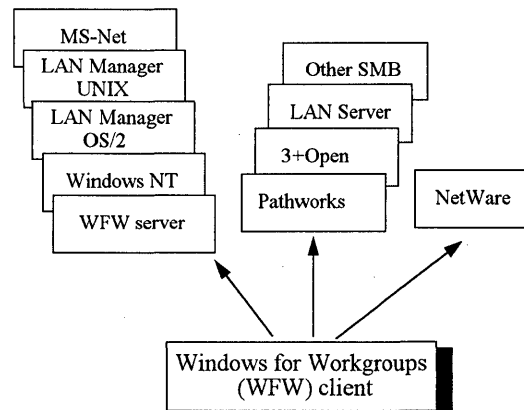 MS-Net
LAN Manager
UNIX
LAN Manager
OS/2
Windows NT
WFW server
Other SMB
LAN Server
3+Open
Pathworks
NetWare
Windows for Workgroups
(WFW) client